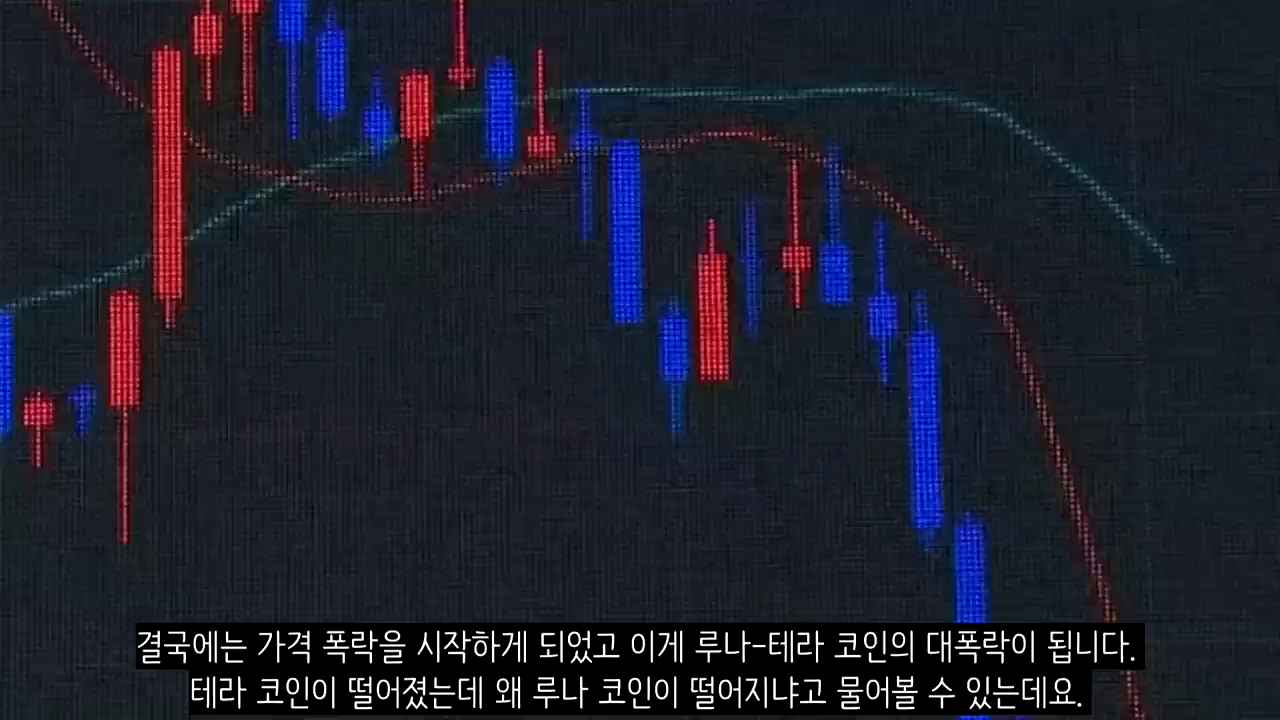 결국에는 가격 폭락을 시작하게 되었고 이게 루나-테라 코인의 대폭락이 됩니다.
테라 코인이 떨어졌는데 왜 루나 코인이 떨어지냐고 물어볼 수 있는데요.